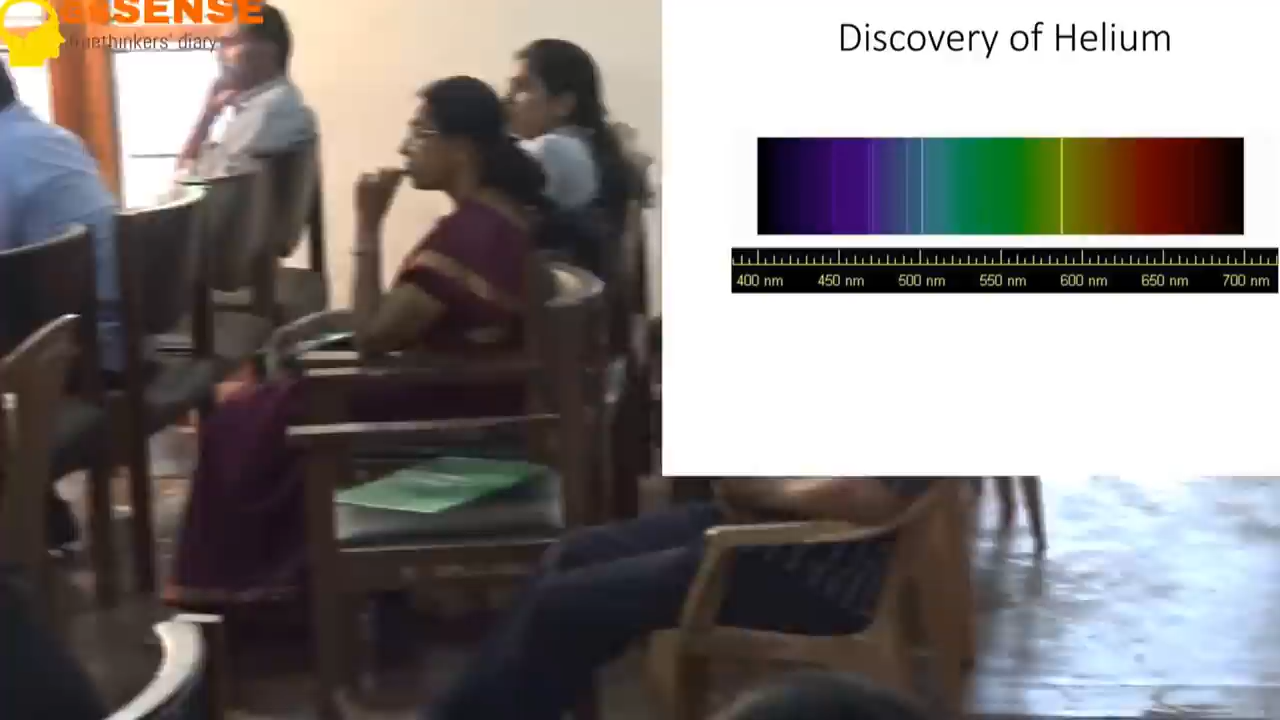 esSENSE
freethinkers' diary
Discovery of Helium
400 nm 450 nm 500 nm 550 nm 600 nm 650 nm 700 nm